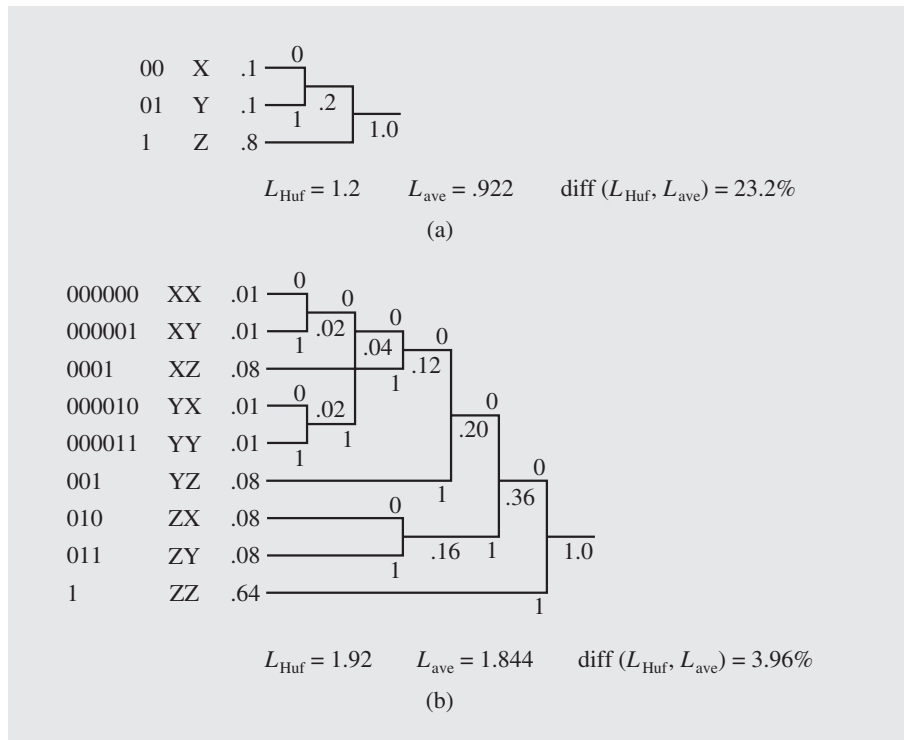 0
00 X .1
.2
01 Y .1
1
1.0
1 Z .8
L_Huf = 1.2 L_ave = .922 diff (L_Huf, L_ave) = 23.2%
(a)
0
000000 XX .01
0
.02
0
000001 XY .01
1
.04
0
0001 XZ .08
.12
1
0
000010 YX .01
.02
0
.20
000011 YY .01
1
1
0
001 YZ .08
1
.36
0
010 ZX .08
.16
1
1.0
011 ZY .08
1
1 ZZ .64
1
L_Huf = 1.92 L_ave = 1.844 diff (L_Huf, L_ave) = 3.96%
(b)